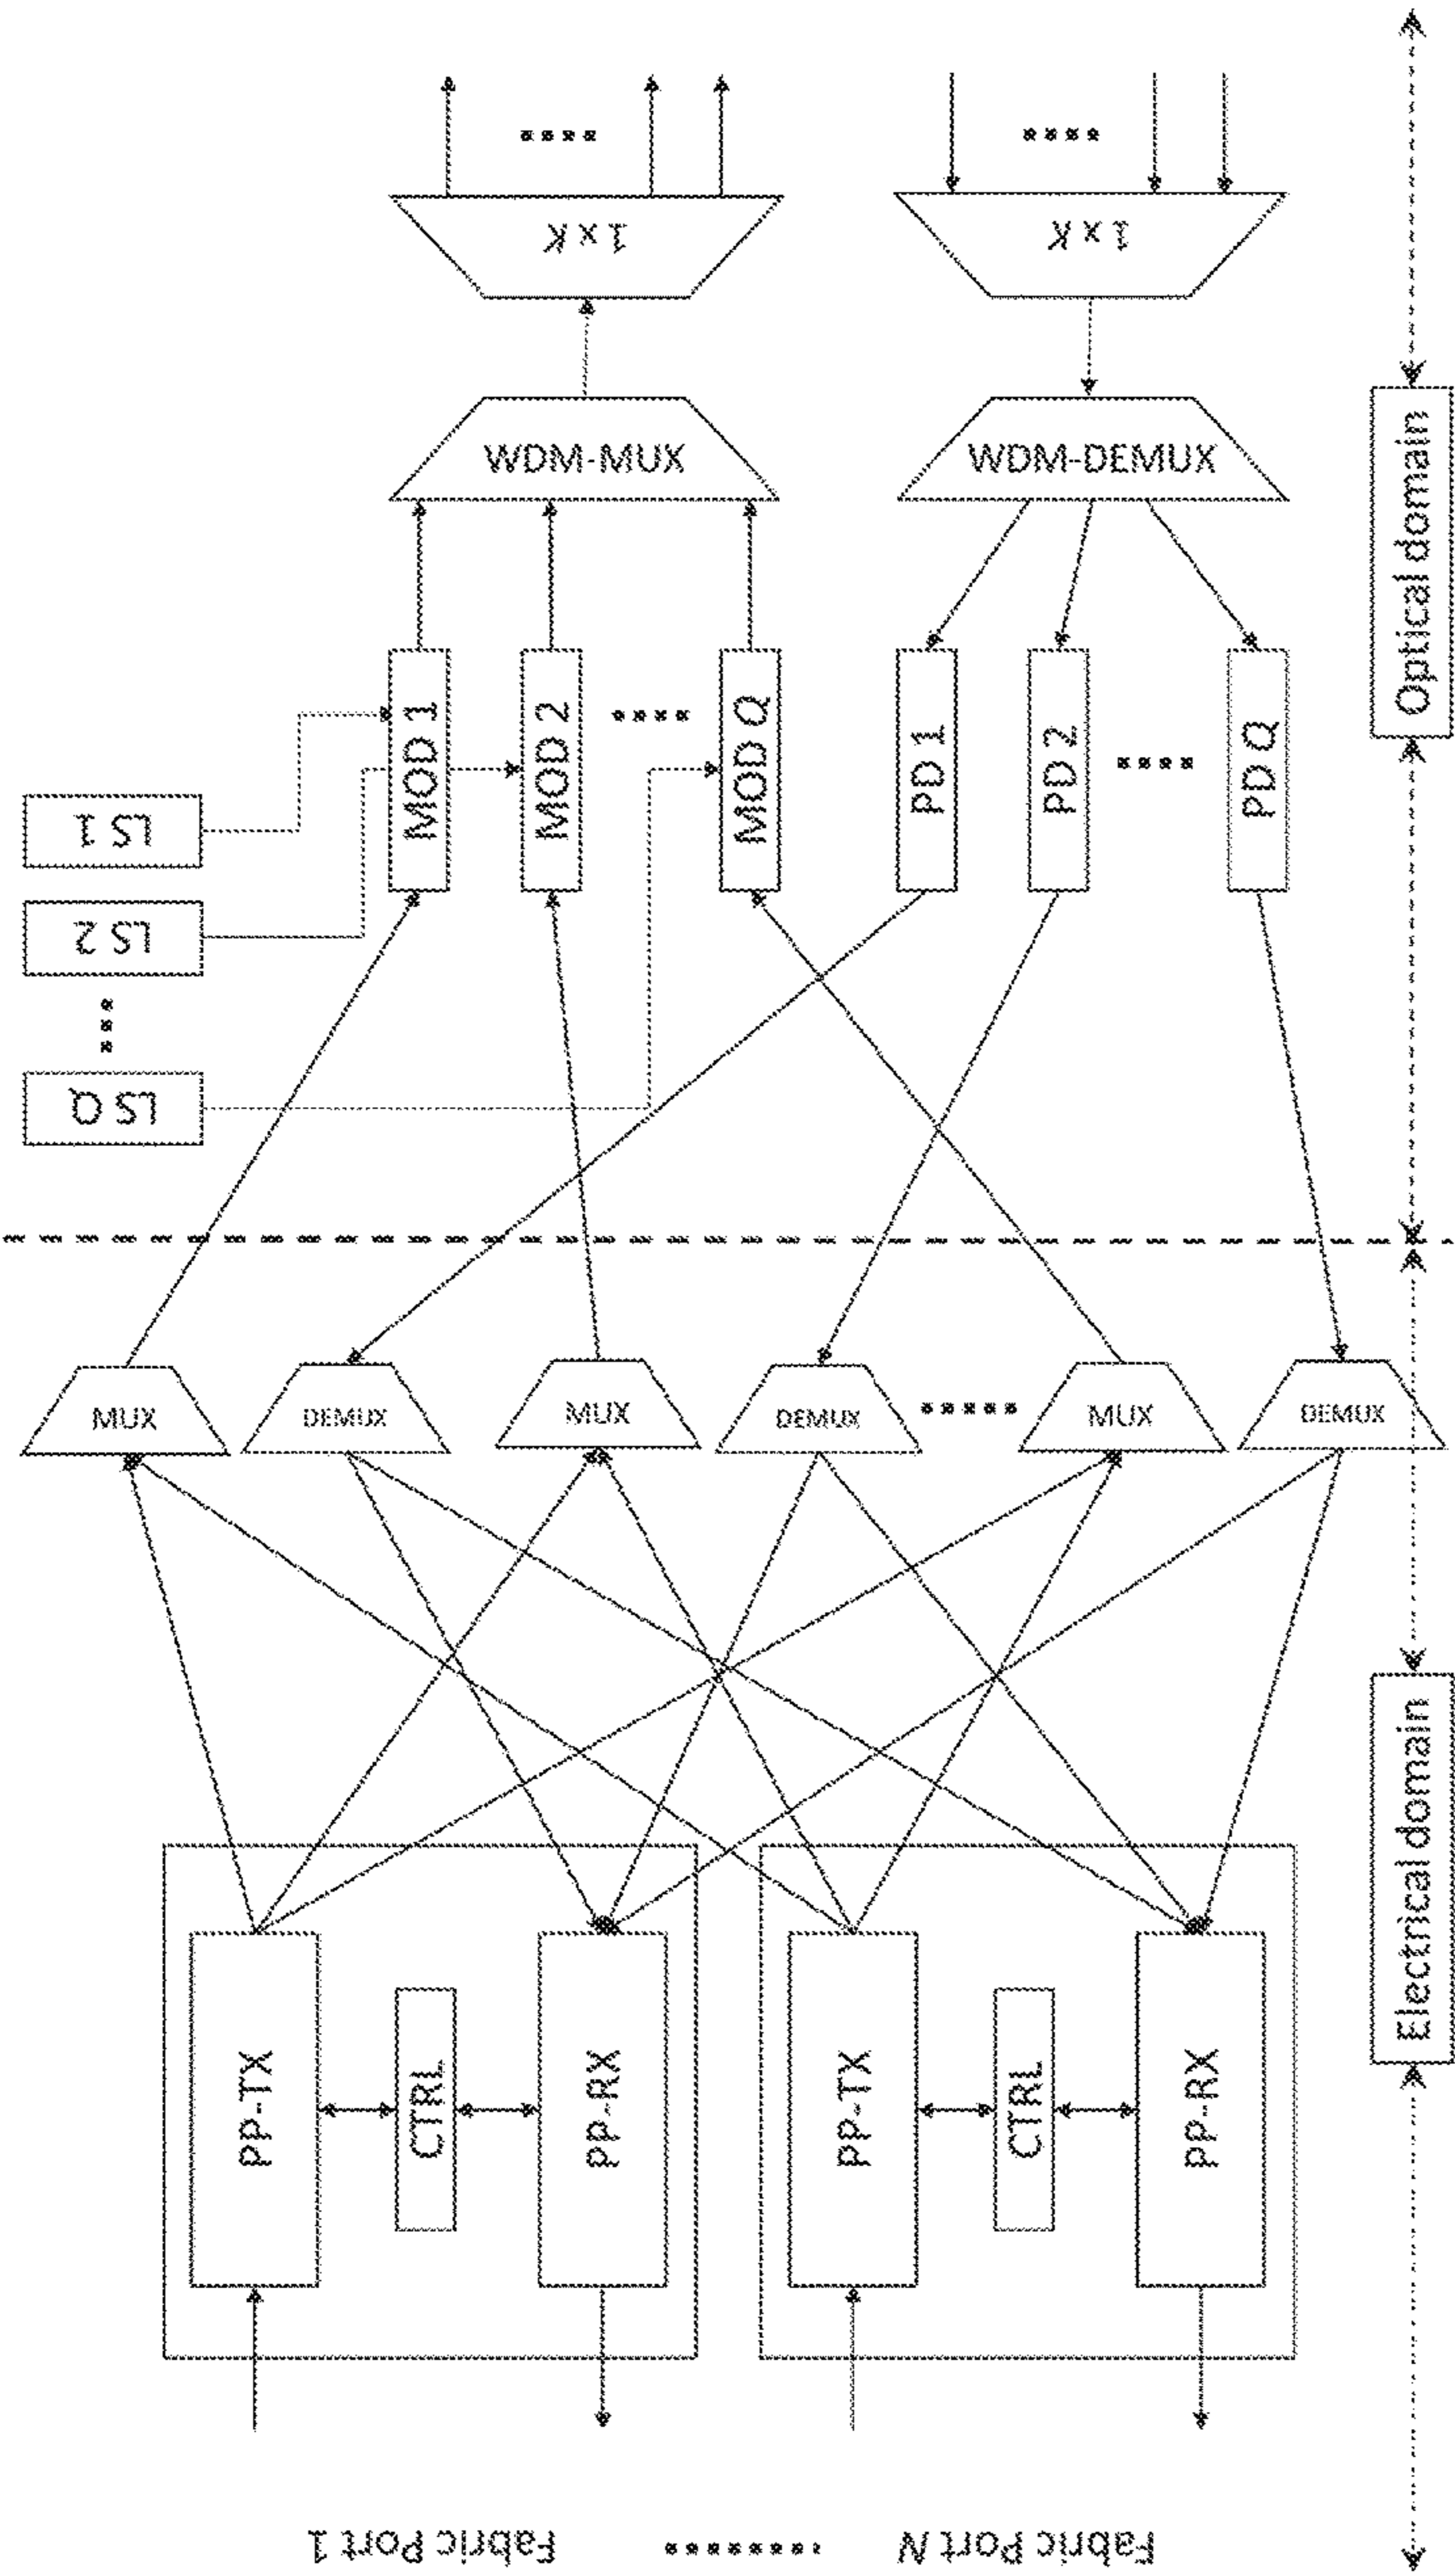 1 x K
1 x K
WDM-MUX
WDM-DEMUX
MOD 1
MOD 2
MOD Q
PD 1
PD 2
PD Q
LS 1
LS 2
LS Q
Optical domain
MUX
DEMUX
MUX
DEMUX
MUX
DEMUX
PP-TX
CTRL
PP-RX
PP-TX
CTRL
PP-RX
Electrical domain
Fabric Port 1
Fabric Port N